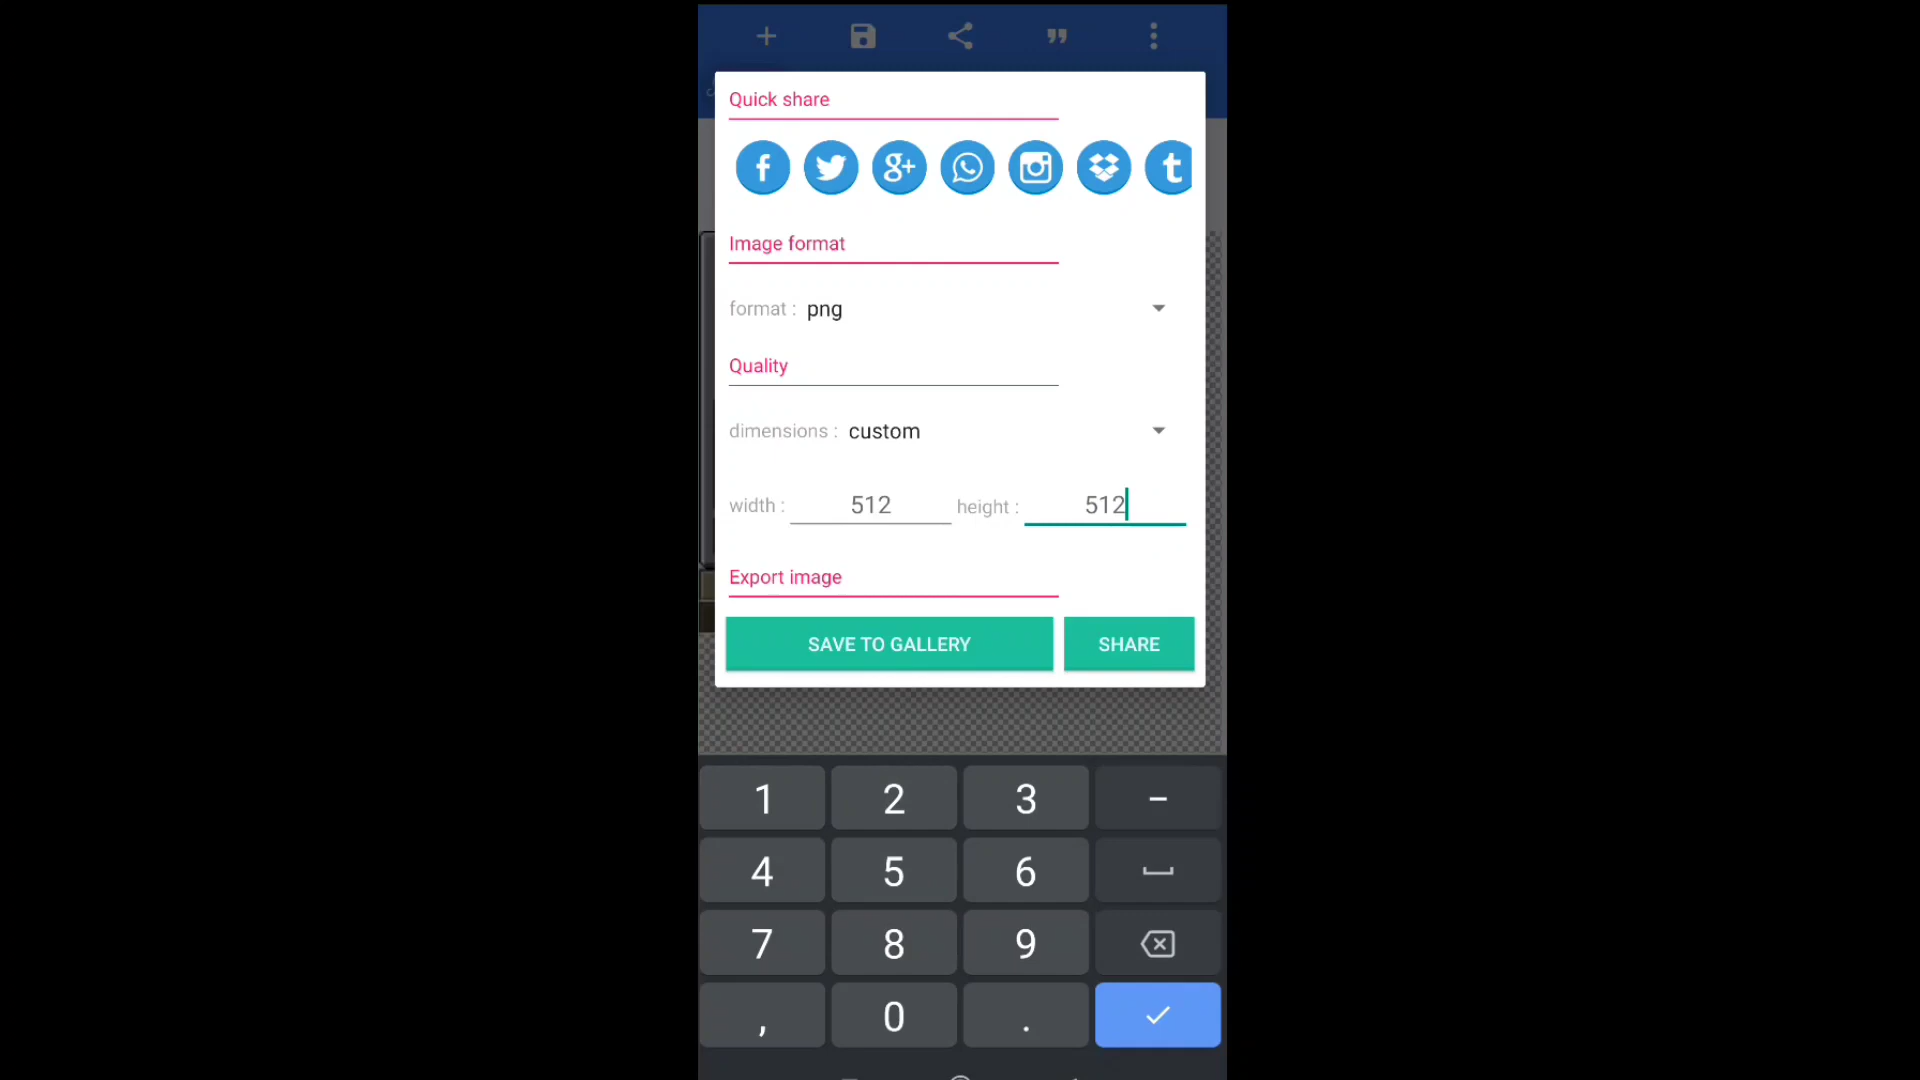 Quick share
Image format
format : png
Quality
dimensions : custom
width : 512 height : 512
Export image
SAVE TO GALLERY SHARE
1 2 3 –
4 5 6
7 8 9
, 0 .